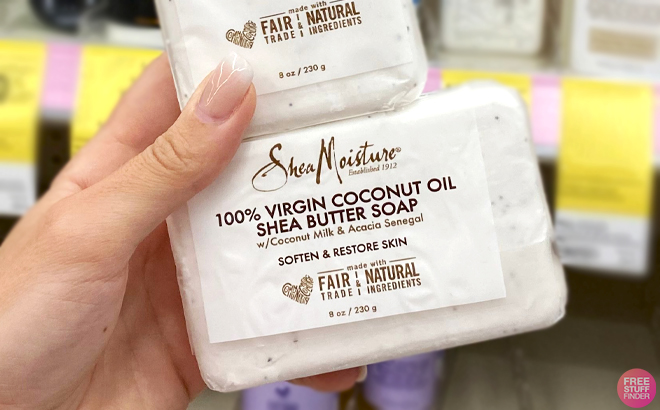 made with
FAIR & NATURAL
TRADE INGREDIENTS
8 oz / 230 g
SheaMoisture®
Established 1912
100% VIRGIN COCONUT OIL
SHEA BUTTER SOAP
w/Coconut Milk & Acacia Senegal
SOFTEN & RESTORE SKIN
made with
FAIR & NATURAL
TRADE INGREDIENTS
8 oz / 230 g
FREE
STUFF
FINDER